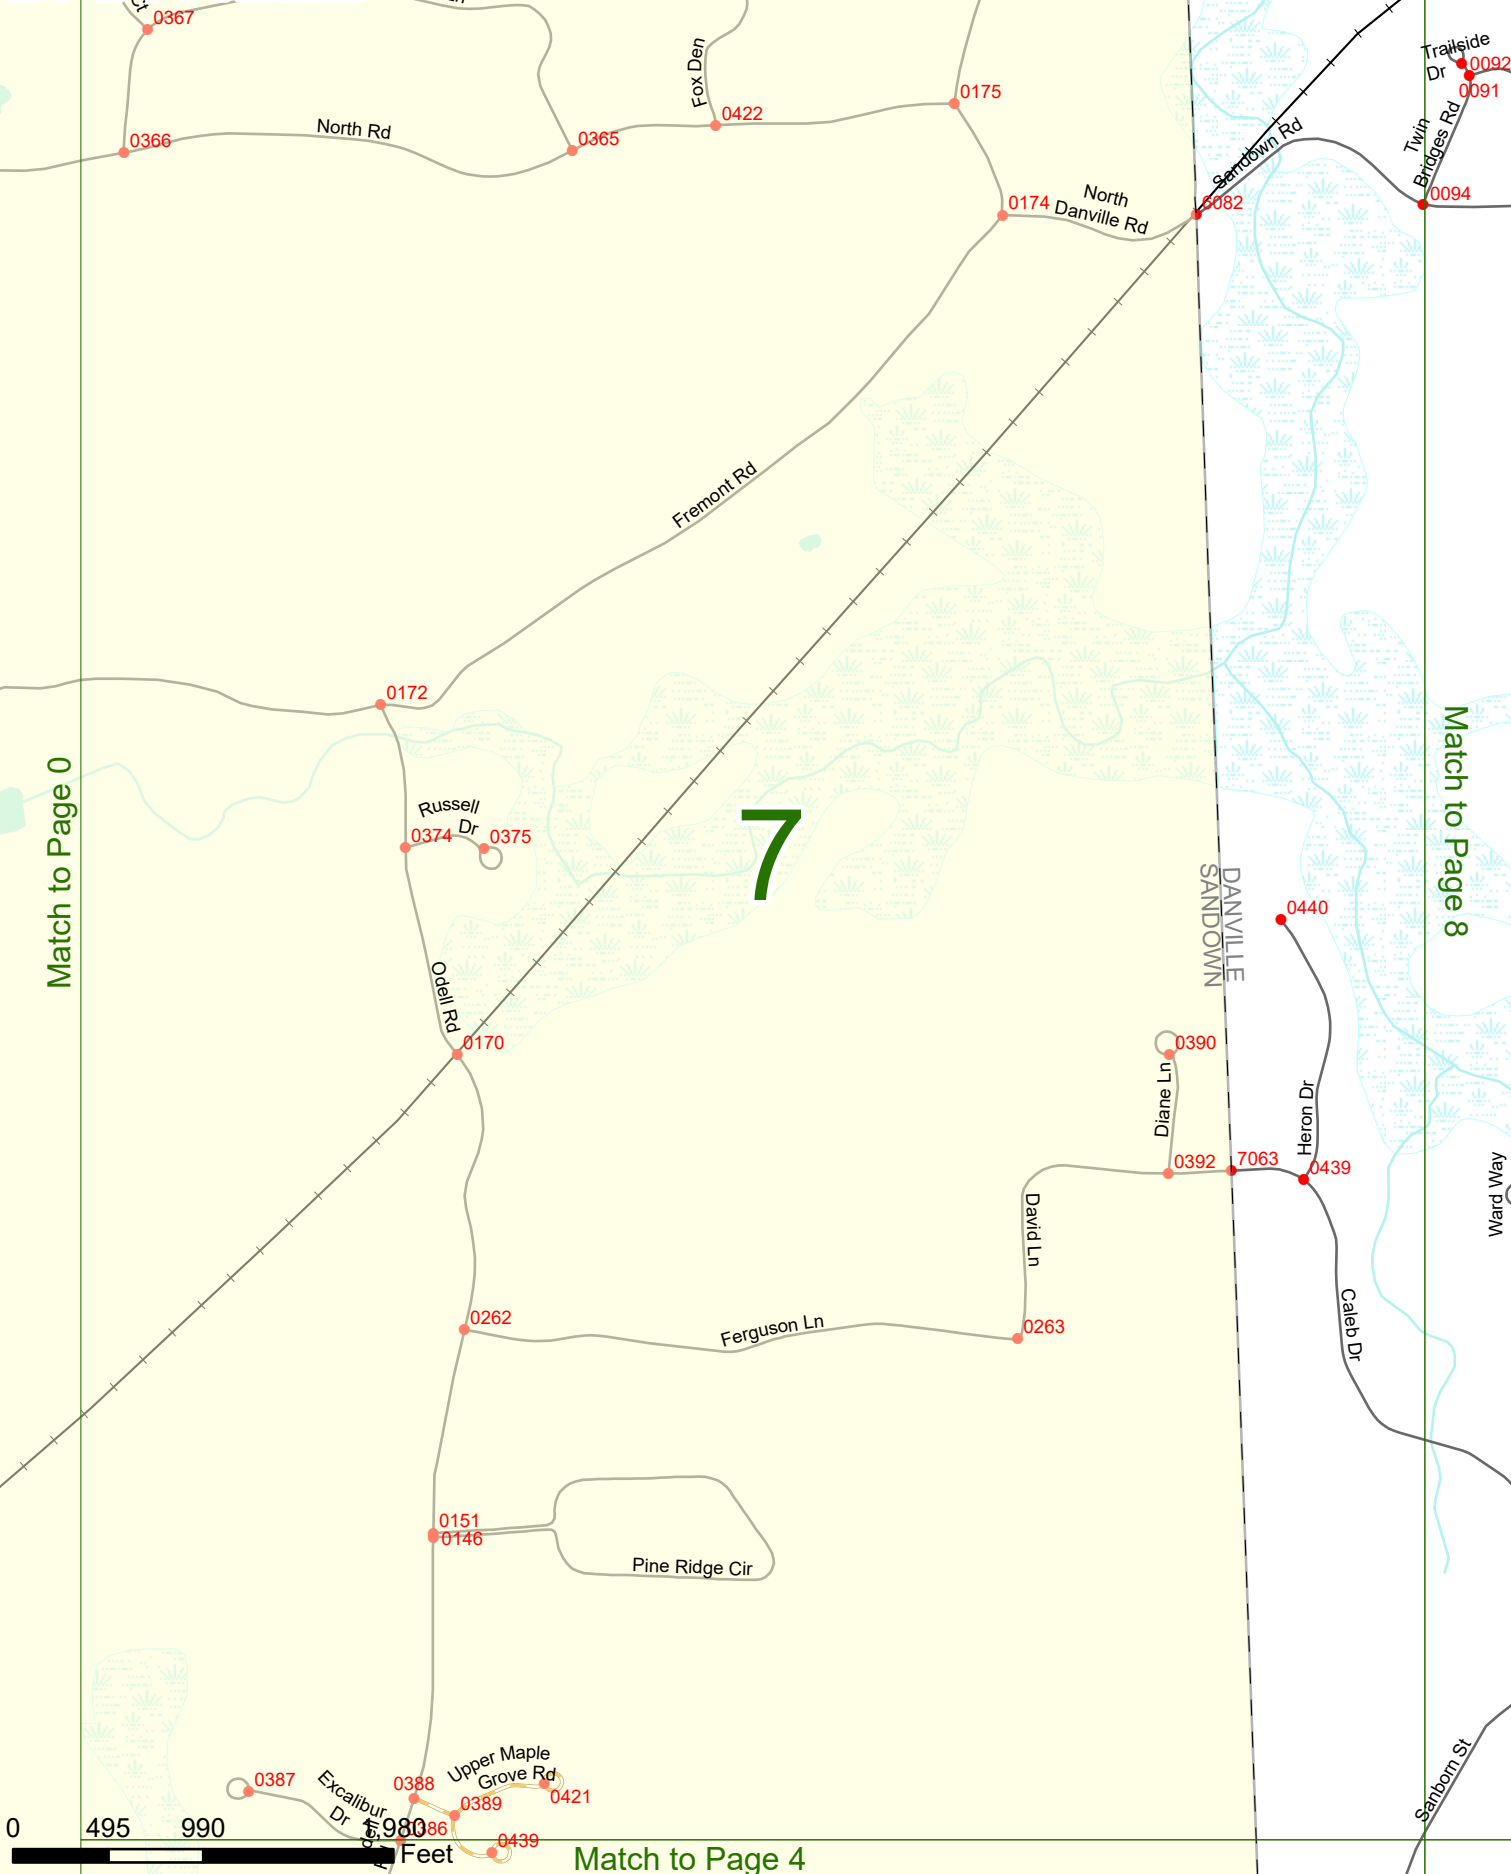 Ct
0367
Trailside
Dr
0092
0091
Fox Den
0175
0422
0366
North Rd
0365
Sandown Rd
Twin
Bridges Rd
0174
North
Danville Rd
6082
0094
Fremont Rd
0172
Match to Page 0
Match to Page 8
Russell
Dr
0374
0375
7
DANVILLE
SANDOWN
0440
Odell Rd
0170
0390
Diane Ln
Heron Dr
0392
7063
0439
Ward Way
David Ln
0262
Ferguson Ln
0263
Caleb Dr
0151
0146
Pine Ridge Cir
Upper Maple
Grove Rd
0387
Excalibur
Dr
0388
0389
0421
0386
0439
Sanborn St
0
495
990
1,980
Feet
Match to Page 4